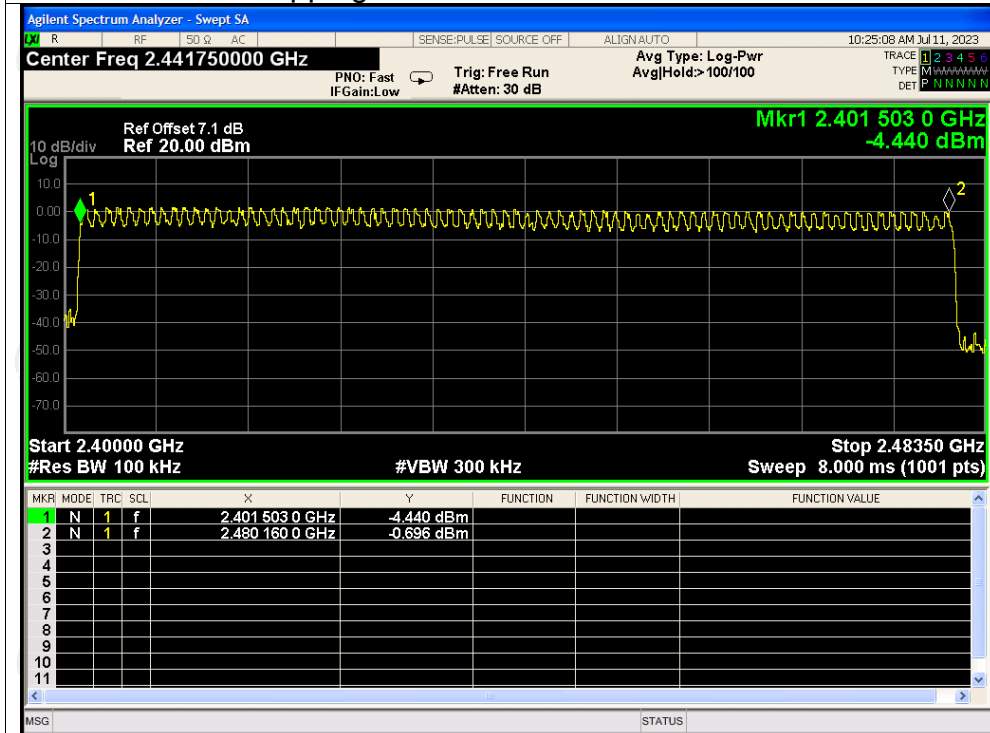 Agilent Spectrum Analyzer - Swept SA
LXI R RF 50 Ω AC SENSE:PULSE SOURCE OFF ALIGN AUTO 10:25:08 AM Jul 11, 2023
Center Freq 2.441750000 GHz
PNO: Fast
IFGain:Low
Trig: Free Run
#Atten: 30 dB
Avg Type: Log-Pwr
Avg|Hold:>100/100
TRACE 1 2 3 4 5 6
TYPE M
DET P N N N N N
Mkr1 2.401 503 0 GHz
-4.440 dBm
Ref Offset 7.1 dB
10 dB/div Ref 20.00 dBm
Log
10.0
0.00
-10.0
-20.0
-30.0
-40.0
-50.0
-60.0
-70.0
1
2
Start 2.40000 GHz Stop 2.48350 GHz
#Res BW 100 kHz #VBW 300 kHz Sweep 8.000 ms (1001 pts)
MKR MODE TRC SCL X Y FUNCTION FUNCTION WIDTH FUNCTION VALUE
1 N 1 f 2.401 503 0 GHz -4.440 dBm
2 N 1 f 2.480 160 0 GHz -0.696 dBm
3
4
5
6
7
8
9
10
11
MSG STATUS